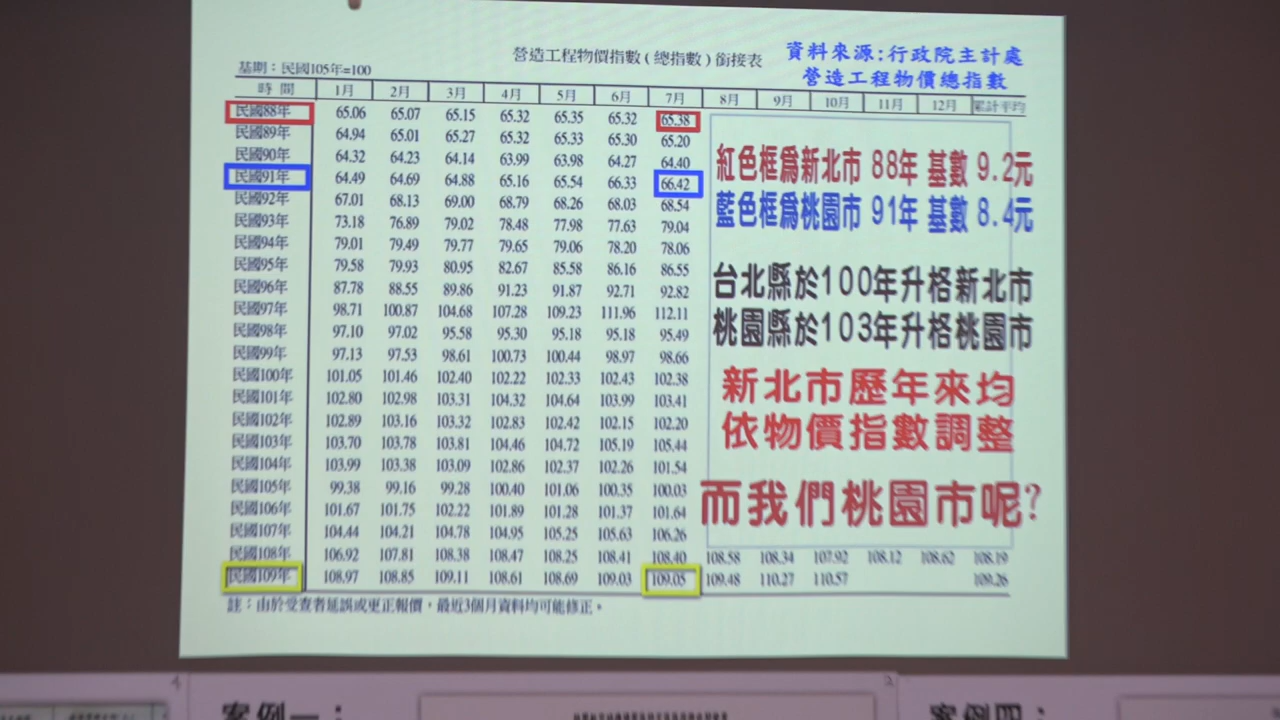 營造工程物價指數(總指數)銜接表
資料來源:行政院主計處
營造工程物價總指數
基期:民國105年=100
時 間 1月 2月 3月 4月 5月 6月 7月 8月 9月 10月 11月 12月 累計平均
民國88年 65.06 65.07 65.15 65.32 65.35 65.32 65.38
民國89年 64.94 65.01 65.27 65.32 65.33 65.30 65.20
民國90年 64.32 64.23 64.14 63.99 63.98 64.27 64.40
民國91年 64.49 64.69 64.88 65.16 65.54 66.33 66.42
民國92年 67.01 68.13 69.00 68.79 68.26 68.03 68.54
民國93年 73.18 76.89 79.02 78.48 77.98 77.63 79.04
民國94年 79.01 79.49 79.77 79.65 79.06 78.20 78.06
民國95年 79.58 79.93 80.95 82.67 85.58 86.16 86.55
民國96年 87.78 88.55 89.86 91.23 91.87 92.71 92.82
民國97年 98.71 100.87 104.68 107.28 109.23 111.96 112.11
民國98年 97.10 97.02 95.58 95.30 95.18 95.18 95.49
民國99年 97.13 97.53 98.61 100.73 100.44 98.97 98.66
民國100年 101.05 101.46 102.40 102.22 102.33 102.43 102.38
民國101年 102.80 102.98 103.31 104.32 104.64 103.99 103.41
民國102年 102.89 103.16 103.32 102.83 102.42 102.15 102.20
民國103年 103.70 103.78 103.81 104.46 104.72 105.19 105.44
民國104年 103.99 103.38 103.09 102.86 102.37 102.26 101.54
民國105年 99.38 99.16 99.28 100.40 101.06 100.35 100.03
民國106年 101.67 101.75 102.22 101.89 101.28 101.37 101.64
民國107年 104.44 104.21 104.78 104.95 105.25 105.63 106.26
民國108年 106.92 107.81 108.38 108.47 108.25 108.41 108.40 108.58 108.34 107.92 108.12 108.62 108.19
民國109年 108.97 108.85 109.11 108.61 108.69 109.03 109.05 109.48 110.27 110.57 109.26
註:由於受查者延誤或更正報價,最近3個月資料均可能修正。
紅色框為新北市 88年 基數 9.2元
藍色框為桃園市 91年 基數 8.4元
台北縣於100年升格新北市
桃園縣於103年升格桃園市
新北市歷年來均
依物價指數調整
而我們桃園市呢?
案例一:
案例四: